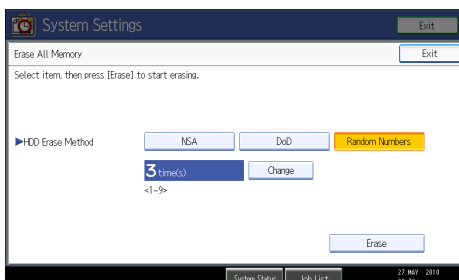 System Settings
Exit
Erase All Memory
Exit
Select item, then press [Erase] to start erasing.
▶HDD Erase Method
NSA
DoD
Random Numbers
3 time(s)
Change
<1-9>
Erase
System Status
Job List
27 MAY 2010